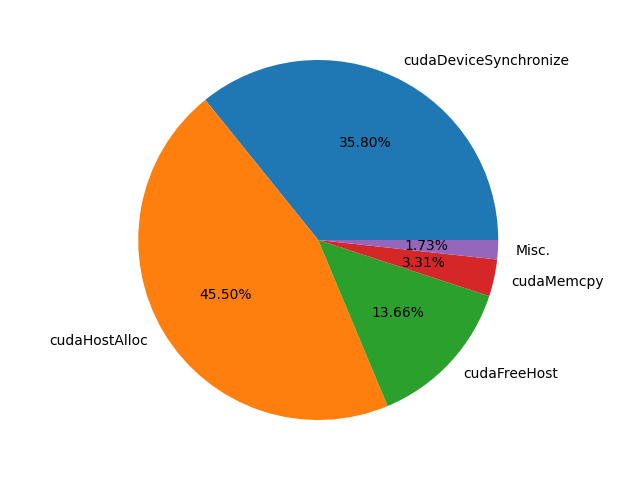 cudaDeviceSynchronize
35.80%
1.73%
Misc.
3.31%
cudaMemcpy
45.50%
13.66%
cudaHostAlloc
cudaFreeHost